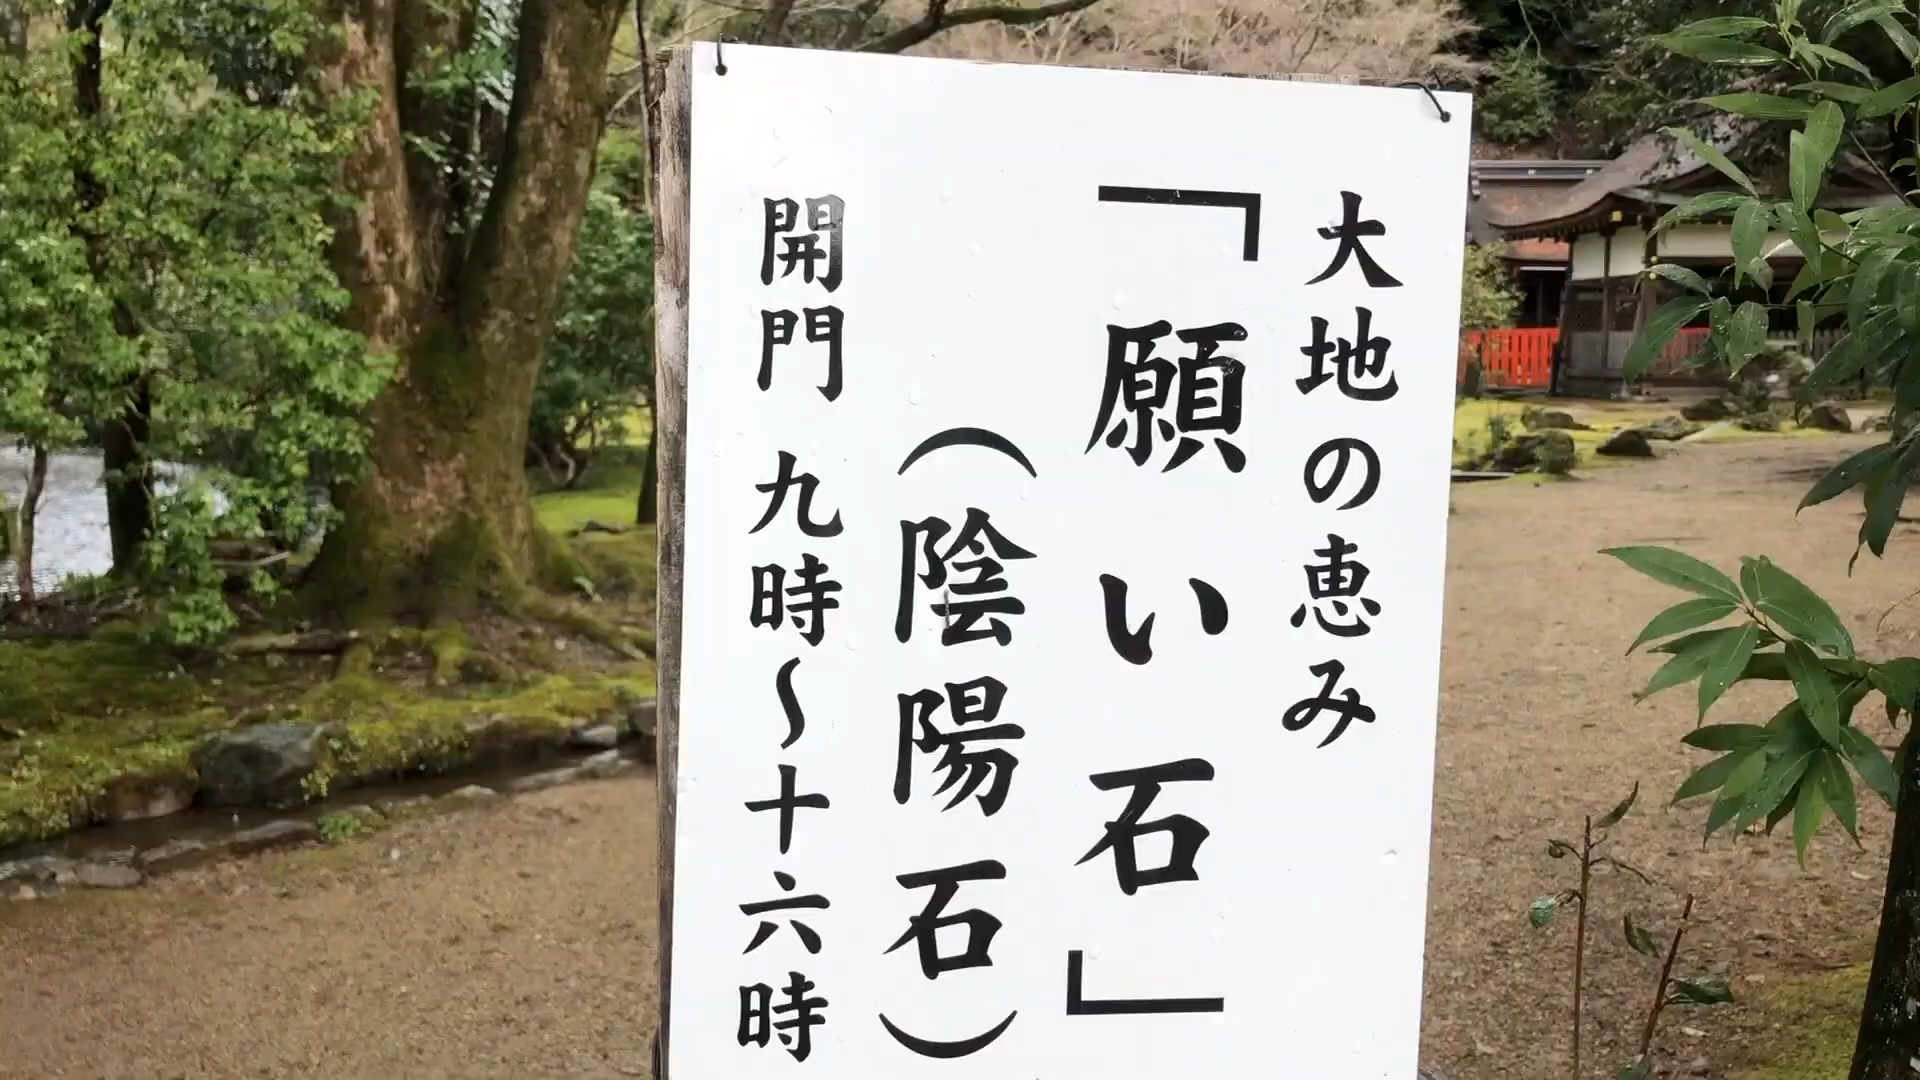 大地の恵み
「願い石」
（陰陽石）
開門 九時〜十六時